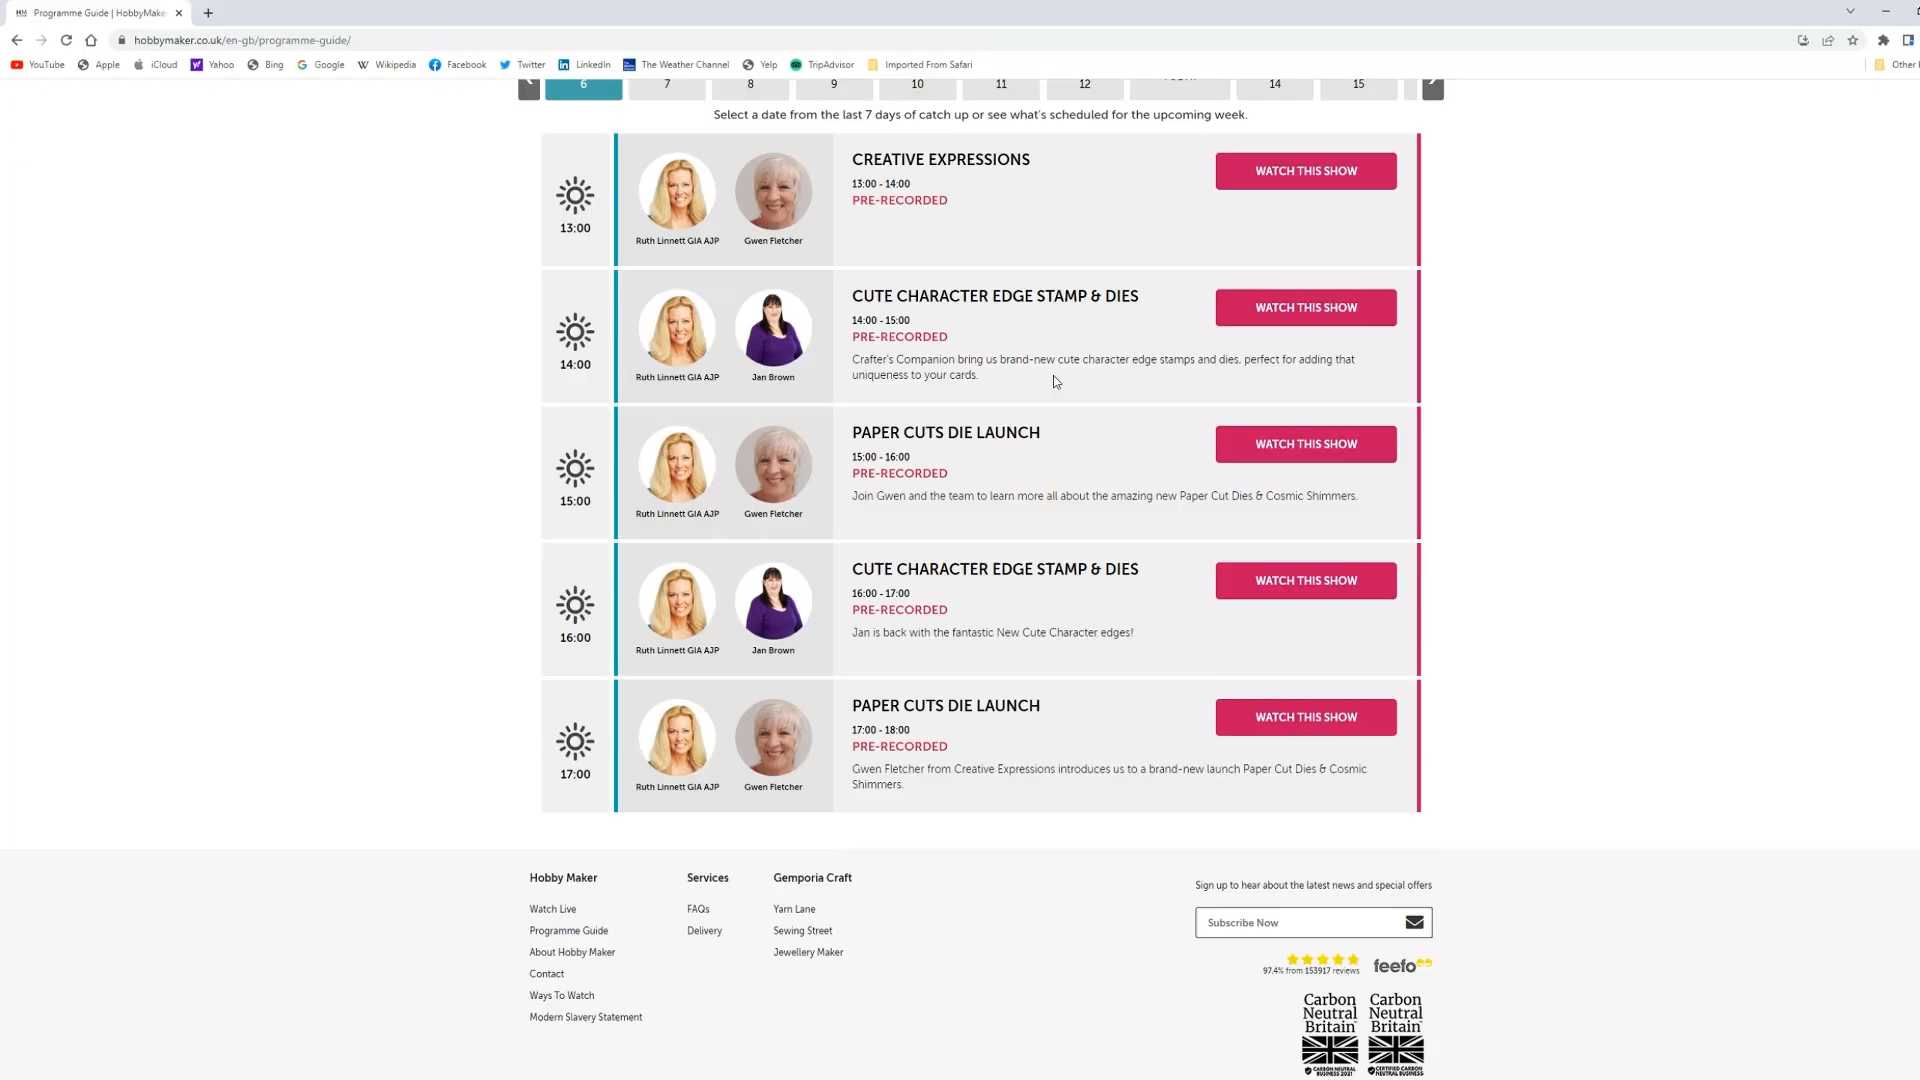 Programme Guide | HobbyMake
hobbymaker.co.uk/en-gb/programme-guide/
YouTube Apple iCloud Yahoo Bing Google Wikipedia Facebook Twitter LinkedIn The Weather Channel Yelp TripAdvisor Imported From Safari Other
6 7 8 9 10 11 12 14 15
Select a date from the last 7 days of catch up or see what's scheduled for the upcoming week.
13:00
Ruth Linnett GIA AJP
Gwen Fletcher
CREATIVE EXPRESSIONS
13:00 - 14:00
PRE-RECORDED
WATCH THIS SHOW
14:00
Ruth Linnett GIA AJP
Jan Brown
CUTE CHARACTER EDGE STAMP & DIES
14:00 - 15:00
PRE-RECORDED
Crafter's Companion bring us brand-new cute character edge stamps and dies, perfect for adding that
uniqueness to your cards.
WATCH THIS SHOW
15:00
Ruth Linnett GIA AJP
Gwen Fletcher
PAPER CUTS DIE LAUNCH
15:00 - 16:00
PRE-RECORDED
Join Gwen and the team to learn more all about the amazing new Paper Cut Dies & Cosmic Shimmers.
WATCH THIS SHOW
16:00
Ruth Linnett GIA AJP
Jan Brown
CUTE CHARACTER EDGE STAMP & DIES
16:00 - 17:00
PRE-RECORDED
Jan is back with the fantastic New Cute Character edges!
WATCH THIS SHOW
17:00
Ruth Linnett GIA AJP
Gwen Fletcher
PAPER CUTS DIE LAUNCH
17:00 - 18:00
PRE-RECORDED
Gwen Fletcher from Creative Expressions introduces us to a brand-new launch Paper Cut Dies & Cosmic
Shimmers.
WATCH THIS SHOW
Hobby Maker
Watch Live
Programme Guide
About Hobby Maker
Contact
Ways To Watch
Modern Slavery Statement
Services
FAQs
Delivery
Gemporia Craft
Yarn Lane
Sewing Street
Jewellery Maker
Sign up to hear about the latest news and special offers
Subscribe Now
97.4% from 153917 reviews
feefo
Carbon
Neutral
Britain
CARBON NEUTRAL
BUSINESS 2021
Carbon
Neutral
Britain
CERTIFIED CARBON
NEUTRAL BUSINESS